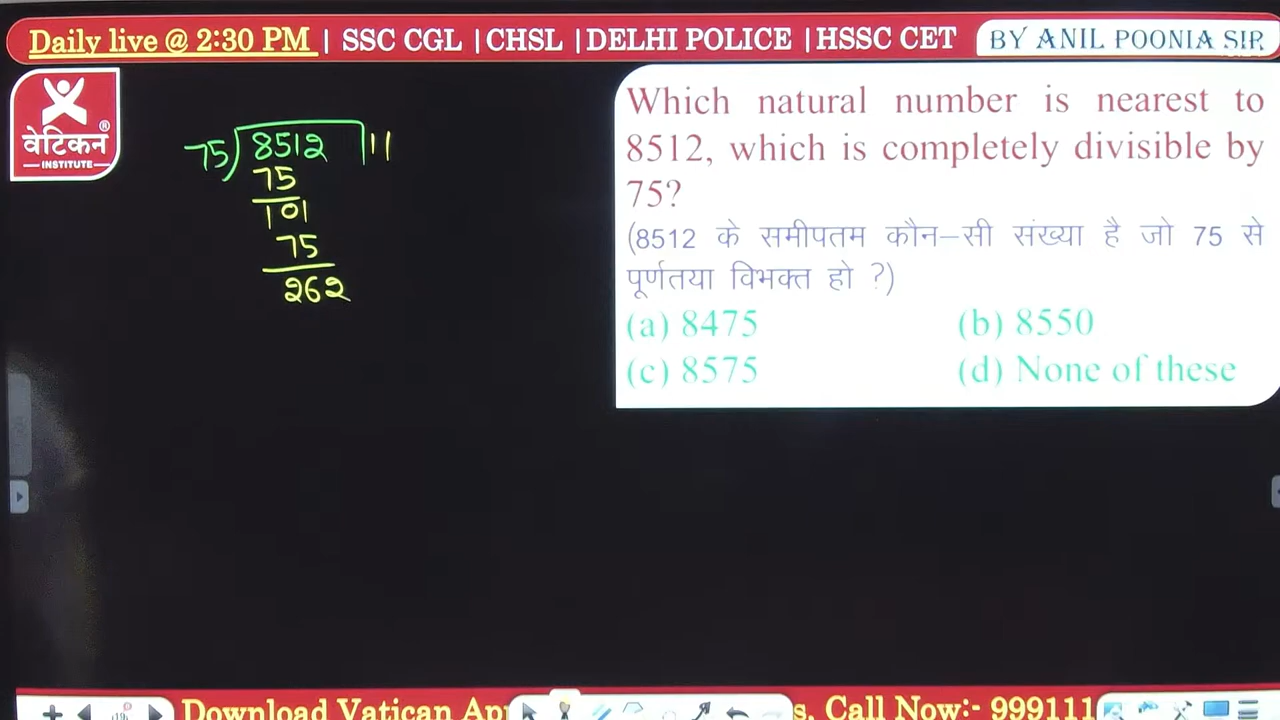 Daily live @ 2:30 PM | SSC CGL | CHSL | DELHI POLICE | HSSC CET
BY ANIL POONIA SIR
वेटिकन
INSTITUTE
75) 8512 | 11
75
101
75
262
Which natural number is nearest to
8512, which is completely divisible by
75?
(8512 के समीपतम कौन–सी संख्या है जो 75 से
पूर्णतया विभक्त हो ?)
(a) 8475 (b) 8550
(c) 8575 (d) None of these
Download Vatican App
s. Call Now:- 999111